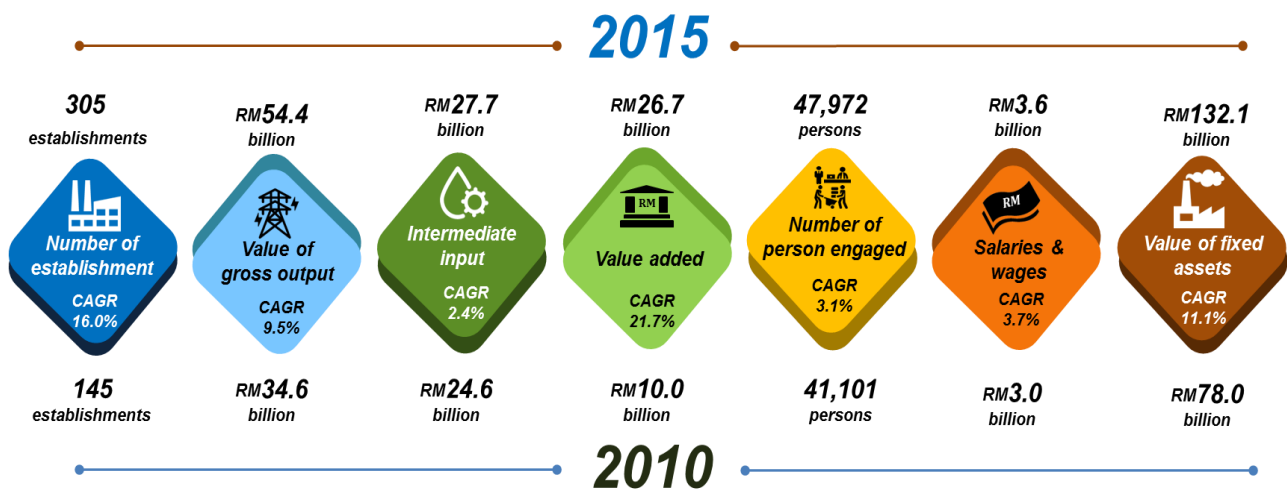 2015
305
establishments
RM54.4
billion
RM27.7
billion
RM26.7
billion
47,972
persons
RM3.6
billion
RM132.1
billion
Number of
establishment
CAGR
16.0%
Value of
gross output
CAGR
9.5%
Intermediate
input
CAGR
2.4%
RM
Value added
CAGR
21.7%
Number of
person engaged
CAGR
3.1%
RM
Salaries &
wages
CAGR
3.7%
Value of fixed
assets
CAGR
11.1%
145
establishments
RM34.6
billion
RM24.6
billion
RM10.0
billion
41,101
persons
RM3.0
billion
RM78.0
billion
2010